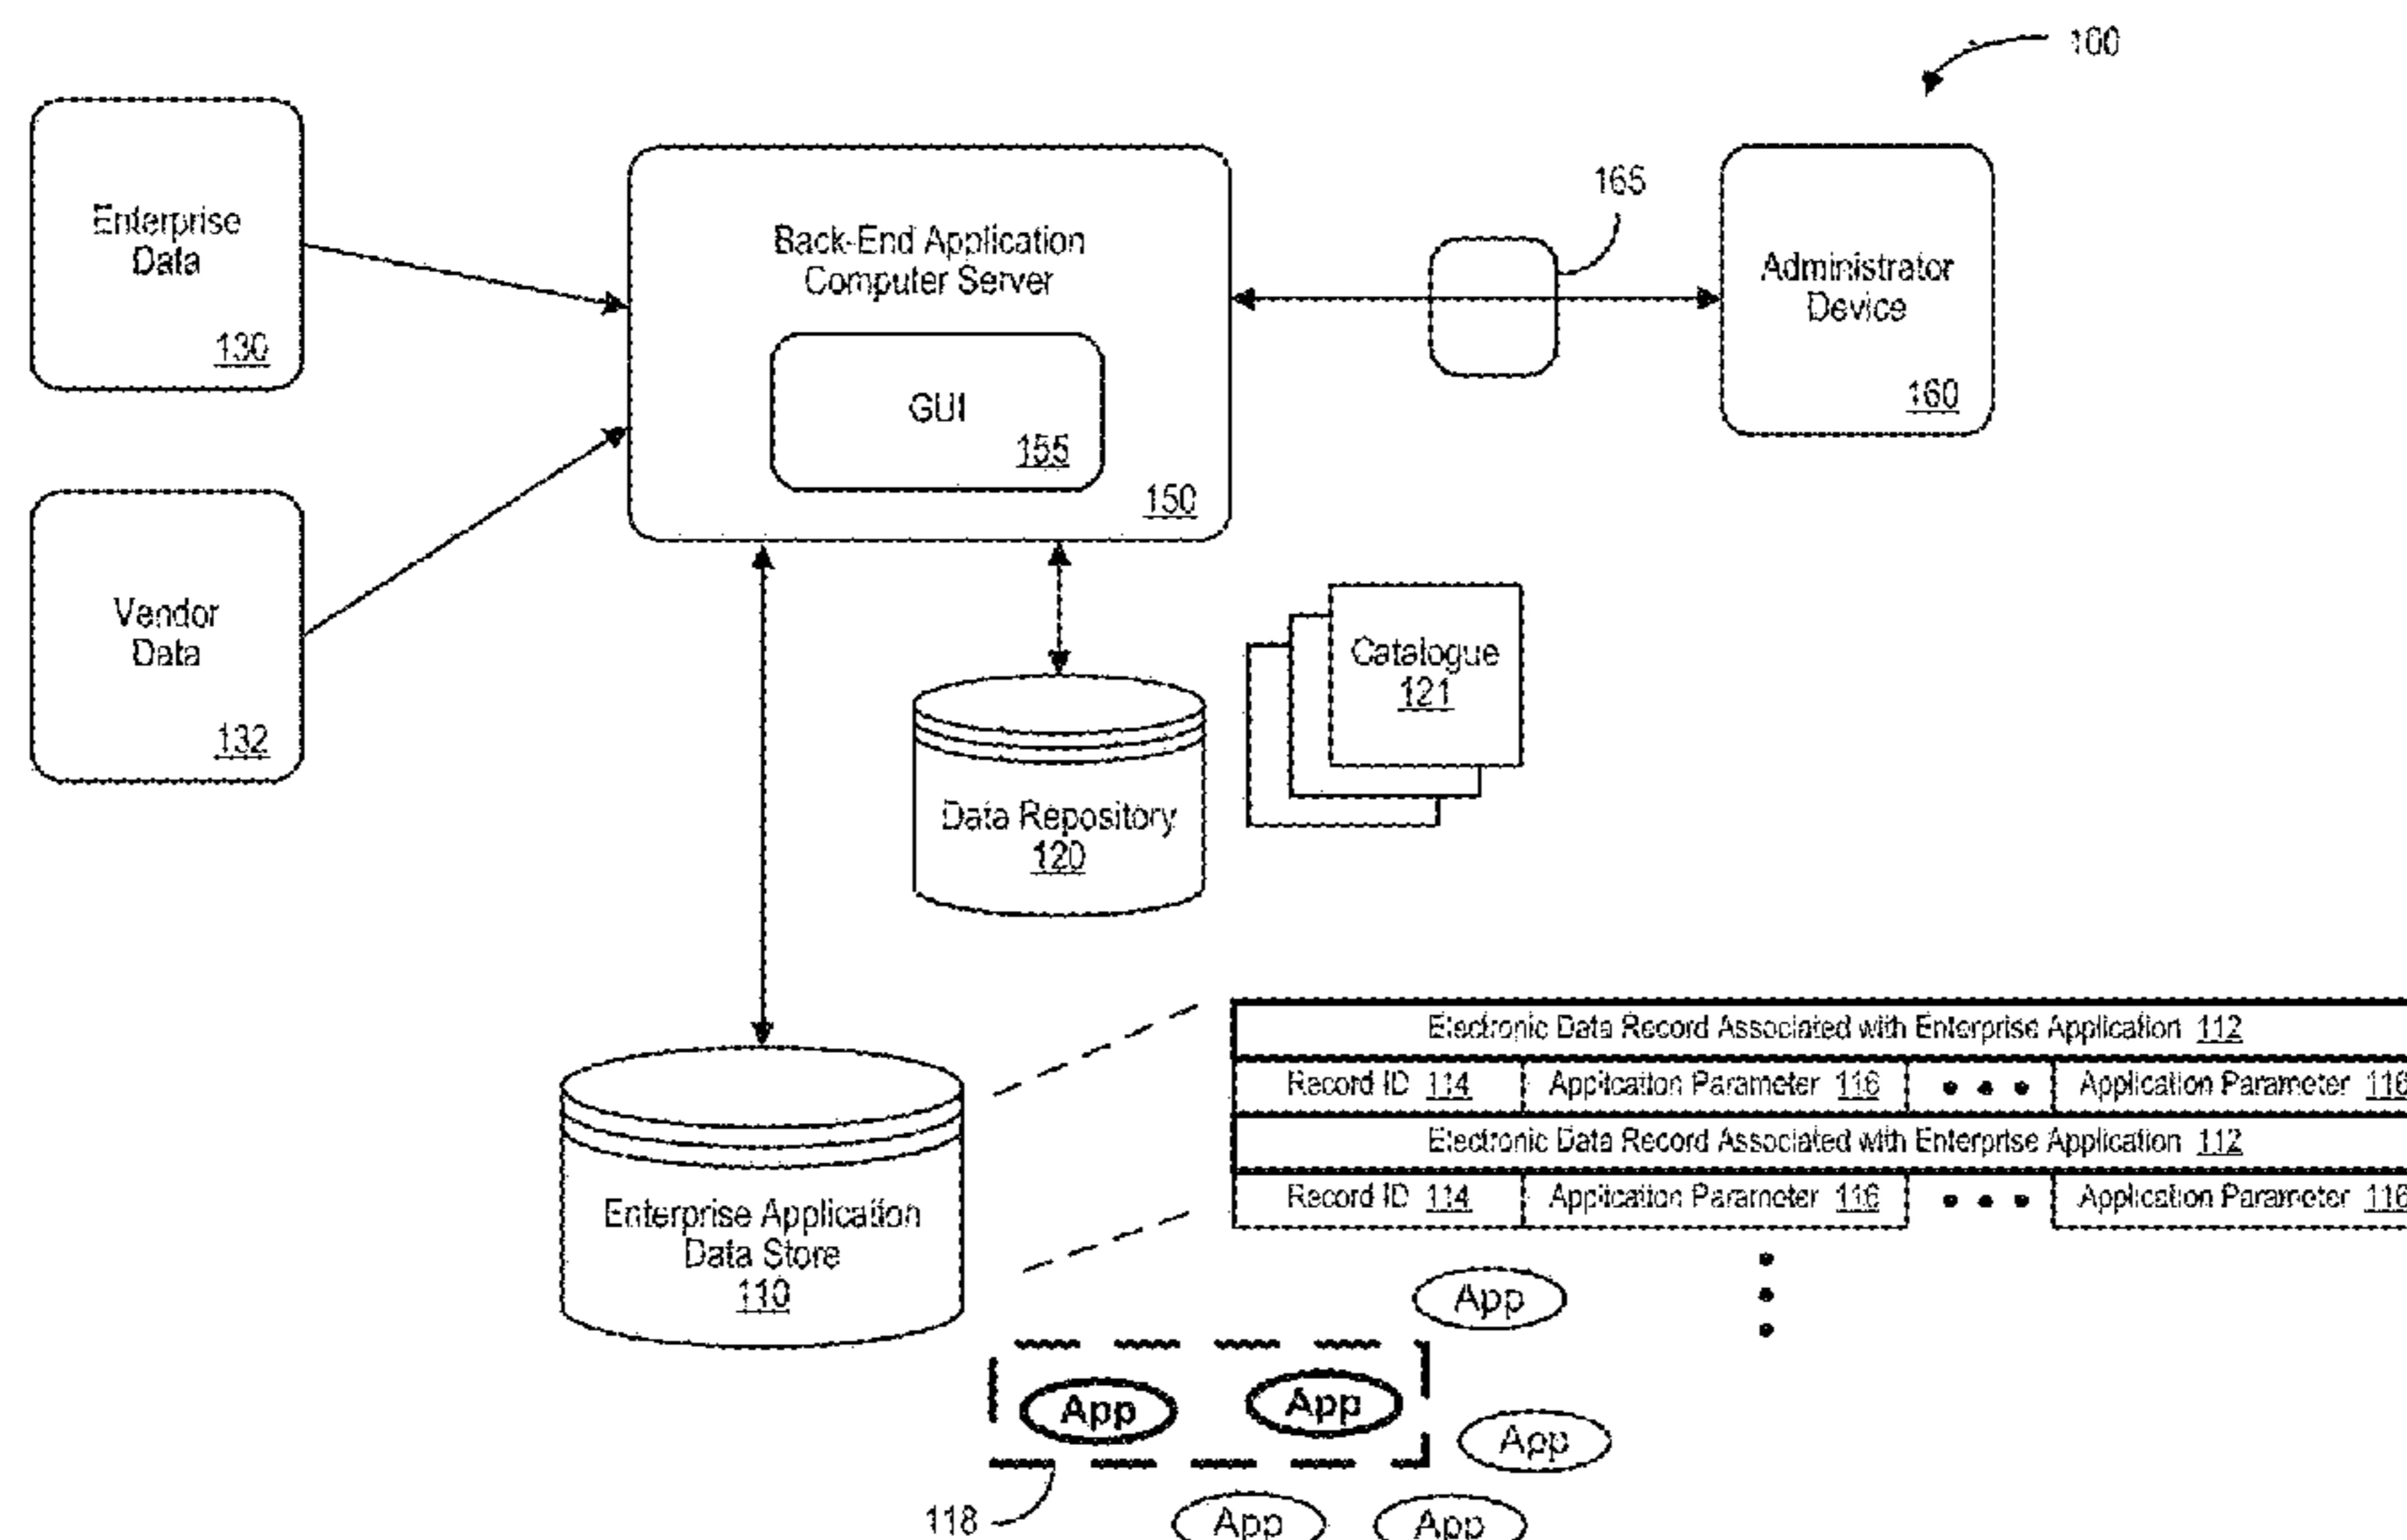 100
Enterprise
Data
130
Back-End Application
Computer Server
GUI
155
150
165
Administrator
Device
160
Vendor
Data
132
Catalogue
121
Data Repository
120
Electronic Data Record Associated with Enterprise Application 112
Record ID 114 Application Parameter 116 • • • Application Parameter 116
Electronic Data Record Associated with Enterprise Application 112
Record ID 114 Application Parameter 116 • • • Application Parameter 116
Enterprise Application
Data Store
110
App
App
App
App
118
App
App